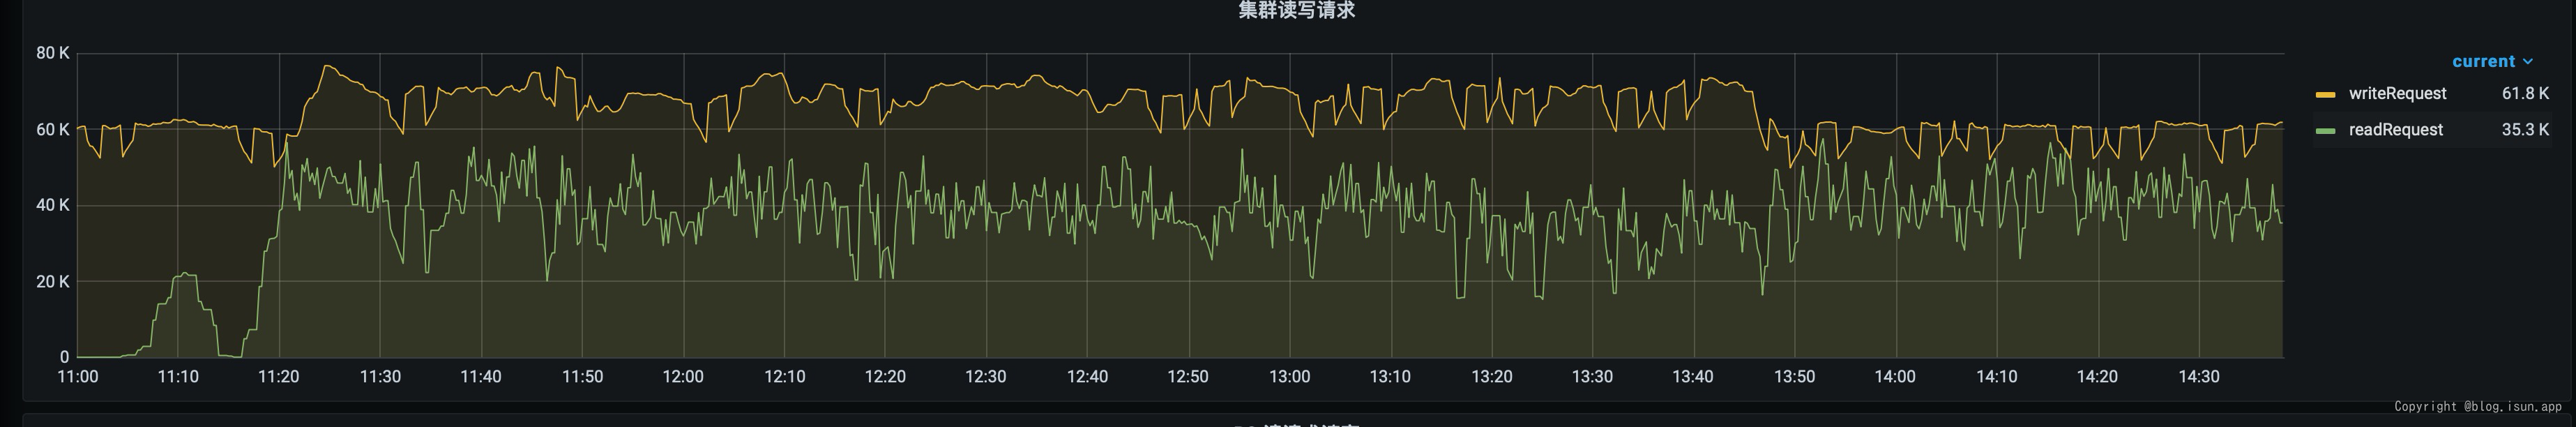 集群读写请求
80 K
60 K
40 K
20 K
0
11:00 11:10 11:20 11:30 11:40 11:50 12:00 12:10 12:20 12:30 12:40 12:50 13:00 13:10 13:20 13:30 13:40 13:50 14:00 14:10 14:20 14:30
current
writeRequest 61.8 K
readRequest 35.3 K
Copyright @blog.isun.app